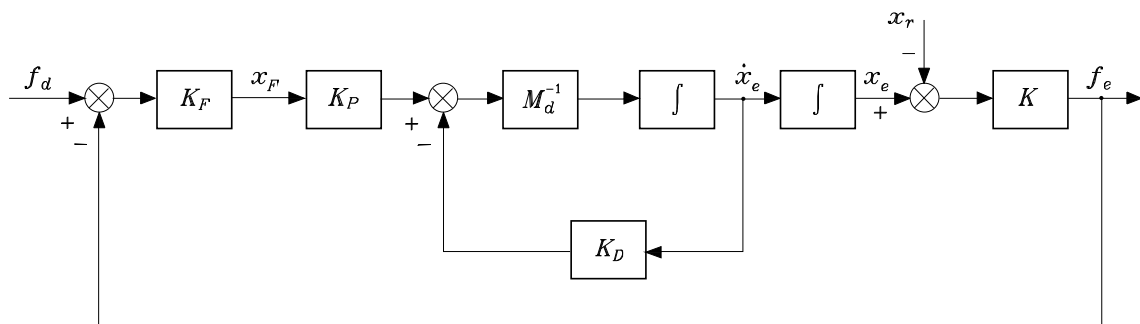 x_r
−
f_d
K_F
x_F
K_P
M_d^{-1}
∫
ẋ_e
∫
x_e
K
f_e
+
−
+
−
+
K_D